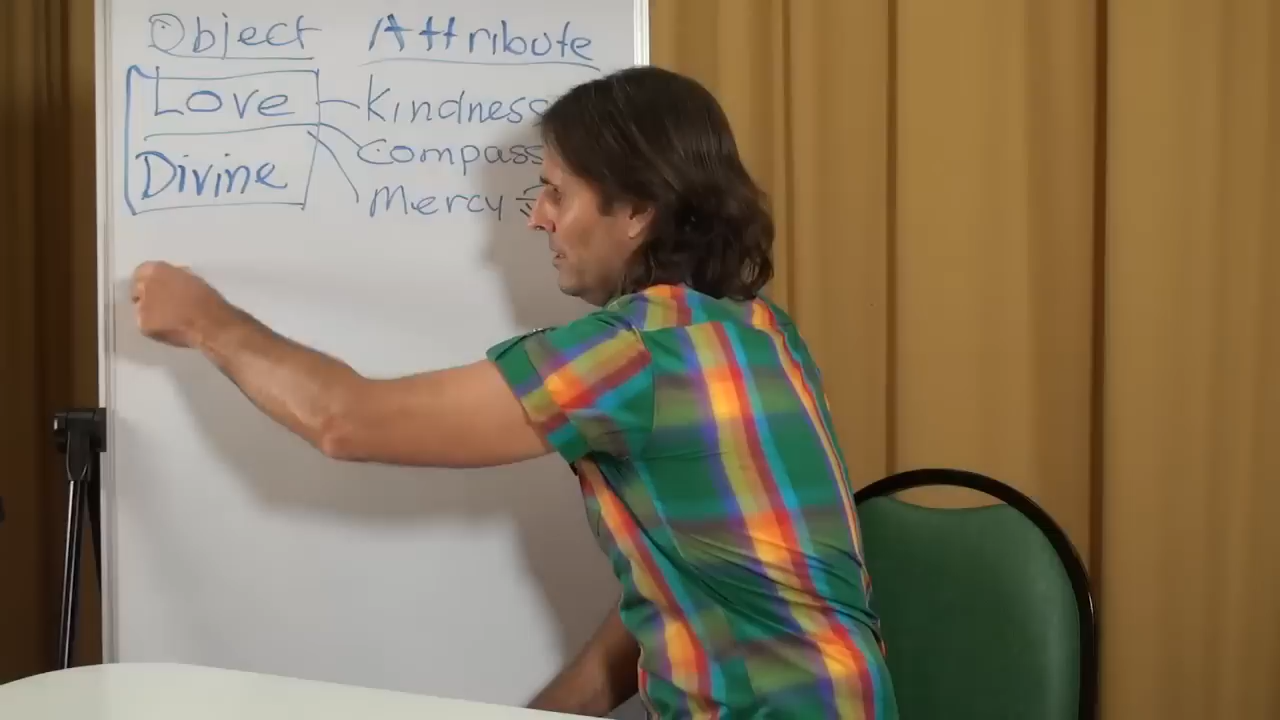 Object Attribute
Love Kindness
Compass
Divine
Mercy